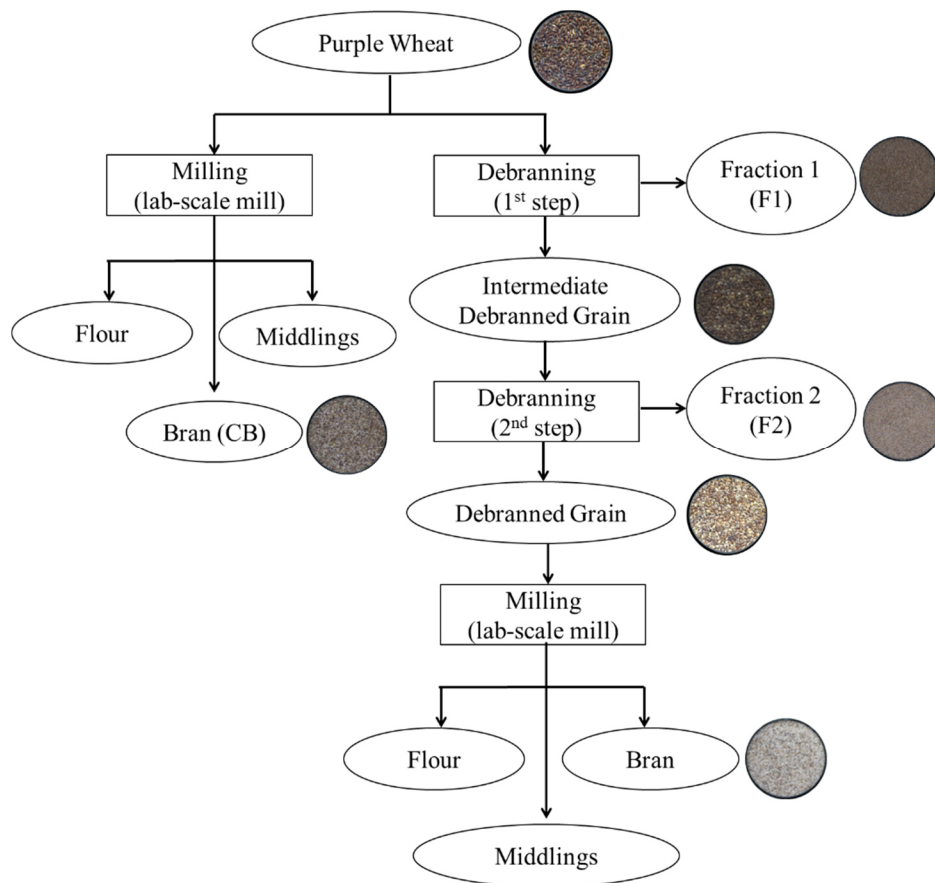 Purple Wheat
Milling
(lab-scale mill)
Debranning
(1st step)
Fraction 1
(F1)
Flour
Middlings
Bran (CB)
Intermediate
Debranned Grain
Debranning
(2nd step)
Fraction 2
(F2)
Debranned Grain
Milling
(lab-scale mill)
Flour
Bran
Middlings